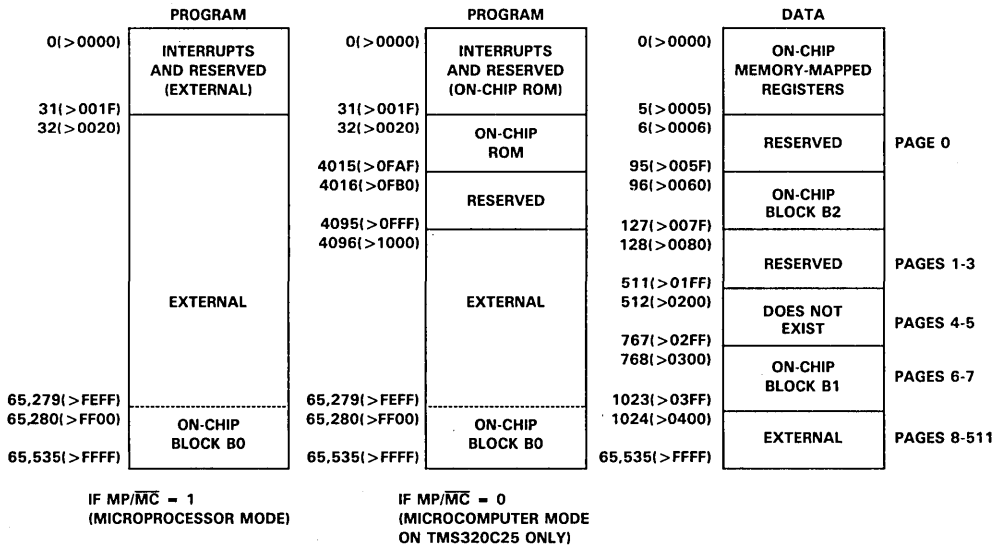 PROGRAM
0(>0000)
INTERRUPTS
AND RESERVED
(EXTERNAL)
31(>001F)
32(>0020)
EXTERNAL
65,279(>FEFF)
65,280(>FF00)
ON-CHIP
BLOCK B0
65,535(>FFFF)
IF MP/M̅C̅ = 1
(MICROPROCESSOR MODE)
PROGRAM
0(>0000)
INTERRUPTS
AND RESERVED
(ON-CHIP ROM)
31(>001F)
32(>0020)
ON-CHIP
ROM
4015(>0FAF)
4016(>0FB0)
RESERVED
4095(>0FFF)
4096(>1000)
EXTERNAL
65,279(>FEFF)
65,280(>FF00)
ON-CHIP
BLOCK B0
65,535(>FFFF)
IF MP/M̅C̅ = 0
(MICROCOMPUTER MODE
ON TMS320C25 ONLY)
DATA
0(>0000)
ON-CHIP
MEMORY-MAPPED
REGISTERS
5(>0005)
6(>0006)
RESERVED
PAGE 0
95(>005F)
96(>0060)
ON-CHIP
BLOCK B2
127(>007F)
128(>0080)
RESERVED
PAGES 1-3
511(>01FF)
512(>0200)
DOES NOT
EXIST
PAGES 4-5
767(>02FF)
768(>0300)
ON-CHIP
BLOCK B1
PAGES 6-7
1023(>03FF)
1024(>0400)
EXTERNAL
PAGES 8-511
65,535(>FFFF)